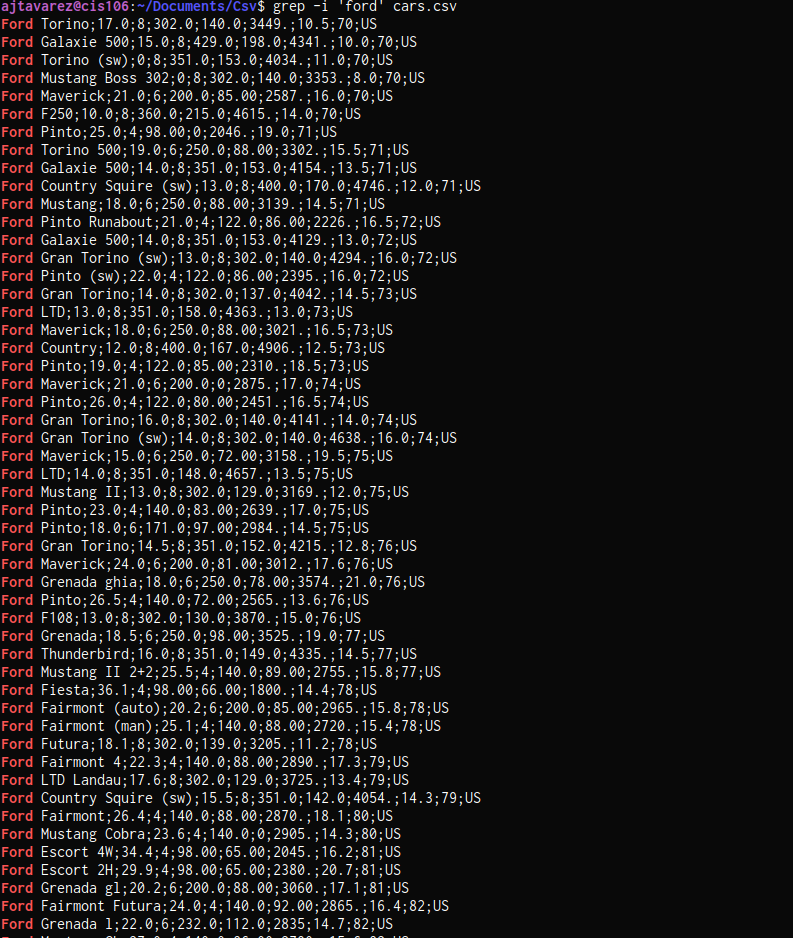 ajtavarez@cis106:~/Documents/Csv$ grep -i 'ford' cars.csv
Ford Torino;17.0;8;302.0;140.0;3449.;10.5;70;US
Ford Galaxie 500;15.0;8;429.0;198.0;4341.;10.0;70;US
Ford Torino (sw);0;8;351.0;153.0;4034.;11.0;70;US
Ford Mustang Boss 302;0;8;302.0;140.0;3353.;8.0;70;US
Ford Maverick;21.0;6;200.0;85.00;2587.;16.0;70;US
Ford F250;10.0;8;360.0;215.0;4615.;14.0;70;US
Ford Pinto;25.0;4;98.00;0;2046.;19.0;71;US
Ford Torino 500;19.0;6;250.0;88.00;3302.;15.5;71;US
Ford Galaxie 500;14.0;8;351.0;153.0;4154.;13.5;71;US
Ford Country Squire (sw);13.0;8;400.0;170.0;4746.;12.0;71;US
Ford Mustang;18.0;6;250.0;88.00;3139.;14.5;71;US
Ford Pinto Runabout;21.0;4;122.0;86.00;2226.;16.5;72;US
Ford Galaxie 500;14.0;8;351.0;153.0;4129.;13.0;72;US
Ford Gran Torino (sw);13.0;8;302.0;140.0;4294.;16.0;72;US
Ford Pinto (sw);22.0;4;122.0;86.00;2395.;16.0;72;US
Ford Gran Torino;14.0;8;302.0;137.0;4042.;14.5;73;US
Ford LTD;13.0;8;351.0;158.0;4363.;13.0;73;US
Ford Maverick;18.0;6;250.0;88.00;3021.;16.5;73;US
Ford Country;12.0;8;400.0;167.0;4906.;12.5;73;US
Ford Pinto;19.0;4;122.0;85.00;2310.;18.5;73;US
Ford Maverick;21.0;6;200.0;0;2875.;17.0;74;US
Ford Pinto;26.0;4;122.0;80.00;2451.;16.5;74;US
Ford Gran Torino;16.0;8;302.0;140.0;4141.;14.0;74;US
Ford Gran Torino (sw);14.0;8;302.0;140.0;4638.;16.0;74;US
Ford Maverick;15.0;6;250.0;72.00;3158.;19.5;75;US
Ford LTD;14.0;8;351.0;148.0;4657.;13.5;75;US
Ford Mustang II;13.0;8;302.0;129.0;3169.;12.0;75;US
Ford Pinto;23.0;4;140.0;83.00;2639.;17.0;75;US
Ford Pinto;18.0;6;171.0;97.00;2984.;14.5;75;US
Ford Gran Torino;14.5;8;351.0;152.0;4215.;12.8;76;US
Ford Maverick;24.0;6;200.0;81.00;3012.;17.6;76;US
Ford Grenada ghia;18.0;6;250.0;78.00;3574.;21.0;76;US
Ford Pinto;26.5;4;140.0;72.00;2565.;13.6;76;US
Ford F108;13.0;8;302.0;130.0;3870.;15.0;76;US
Ford Grenada;18.5;6;250.0;98.00;3525.;19.0;77;US
Ford Thunderbird;16.0;8;351.0;149.0;4335.;14.5;77;US
Ford Mustang II 2+2;25.5;4;140.0;89.00;2755.;15.8;77;US
Ford Fiesta;36.1;4;98.00;66.00;1800.;14.4;78;US
Ford Fairmont (auto);20.2;6;200.0;85.00;2965.;15.8;78;US
Ford Fairmont (man);25.1;4;140.0;88.00;2720.;15.4;78;US
Ford Futura;18.1;8;302.0;139.0;3205.;11.2;78;US
Ford Fairmont 4;22.3;4;140.0;88.00;2890.;17.3;79;US
Ford LTD Landau;17.6;8;302.0;129.0;3725.;13.4;79;US
Ford Country Squire (sw);15.5;8;351.0;142.0;4054.;14.3;79;US
Ford Fairmont;26.4;4;140.0;88.00;2870.;18.1;80;US
Ford Mustang Cobra;23.6;4;140.0;0;2905.;14.3;80;US
Ford Escort 4W;34.4;4;98.00;65.00;2045.;16.2;81;US
Ford Escort 2H;29.9;4;98.00;65.00;2380.;20.7;81;US
Ford Grenada gl;20.2;6;200.0;88.00;3060.;17.1;81;US
Ford Fairmont Futura;24.0;4;140.0;92.00;2865.;16.4;82;US
Ford Grenada l;22.0;6;232.0;112.0;2835;14.7;82;US